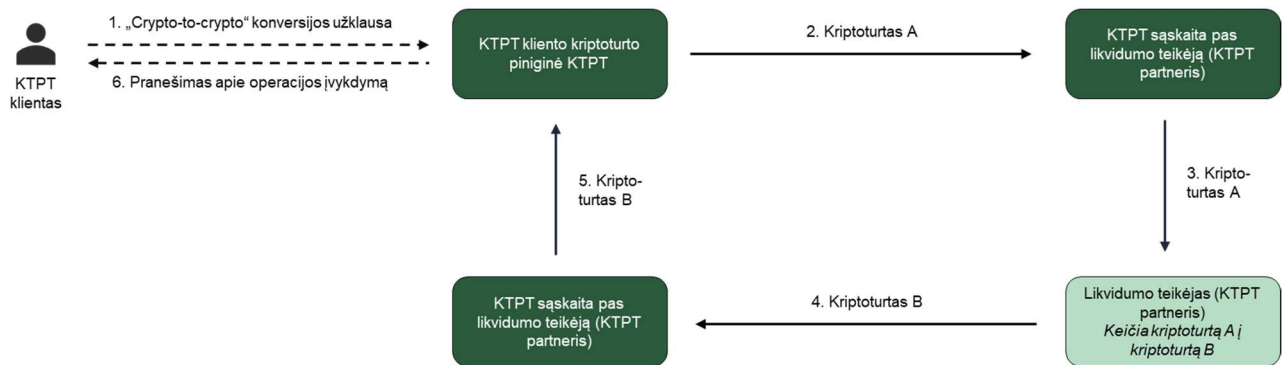 1. „Crypto-to-crypto“ konversijos užklausa
6. Pranešimas apie operacijos įvykdymą
KTPT
klientas
KTPT kliento kriptoturto
piniginė KTPT
2. Kriptoturtas A
KTPT sąskaita pas
likvidumo teikėją (KTPT
partneris)
3. Kripto-
turtas A
Likvidumo teikėjas (KTPT
partneris)
Keičia kriptoturtą A į
kriptoturtą B
4. Kriptoturtas B
KTPT sąskaita pas
likvidumo teikėją (KTPT
partneris)
5. Kripto-
turtas B